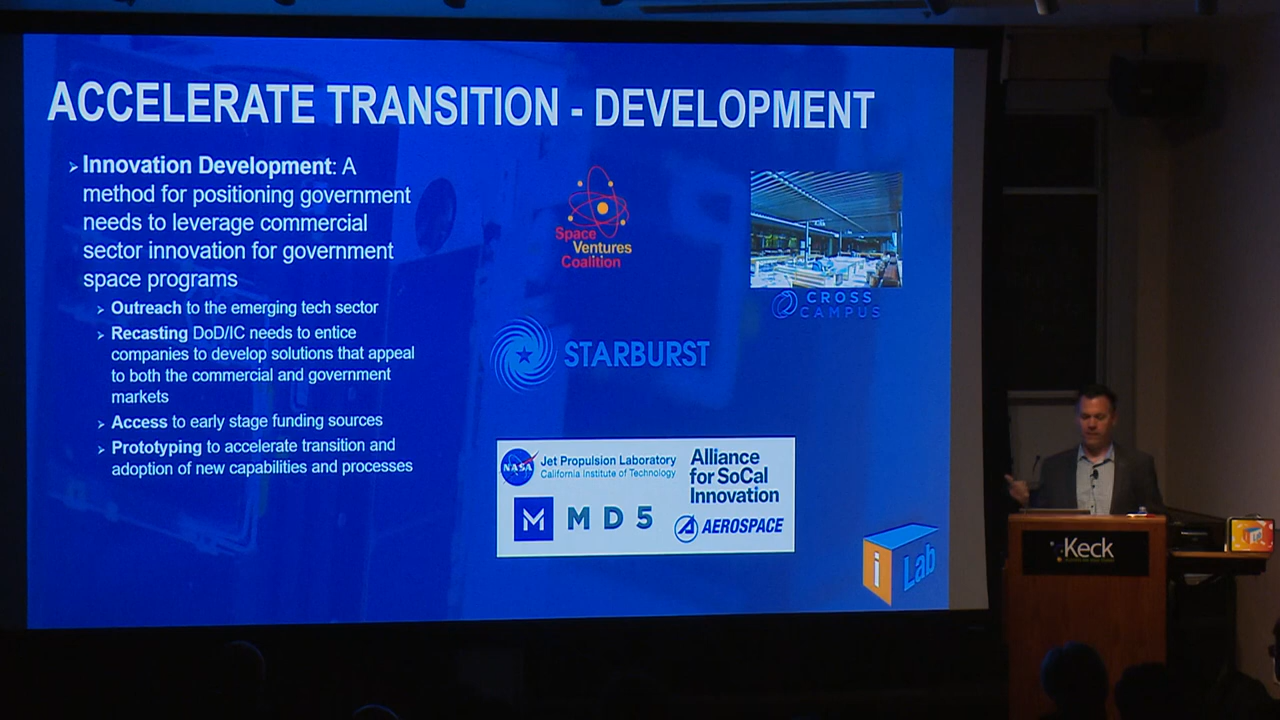 ACCELERATE TRANSITION - DEVELOPMENT
➢ Innovation Development: A
method for positioning government
needs to leverage commercial
sector innovation for government
space programs
➢ Outreach to the emerging tech sector
➢ Recasting DoD/IC needs to entice
companies to develop solutions that appeal
to both the commercial and government
markets
➢ Access to early stage funding sources
➢ Prototyping to accelerate transition and
adoption of new capabilities and processes
Space
Ventures
Coalition
CROSS
CAMPUS
STARBURST
NASA
Jet Propulsion Laboratory
California Institute of Technology
Alliance
for SoCal
Innovation
M MD5
AEROSPACE
i Lab
Keck